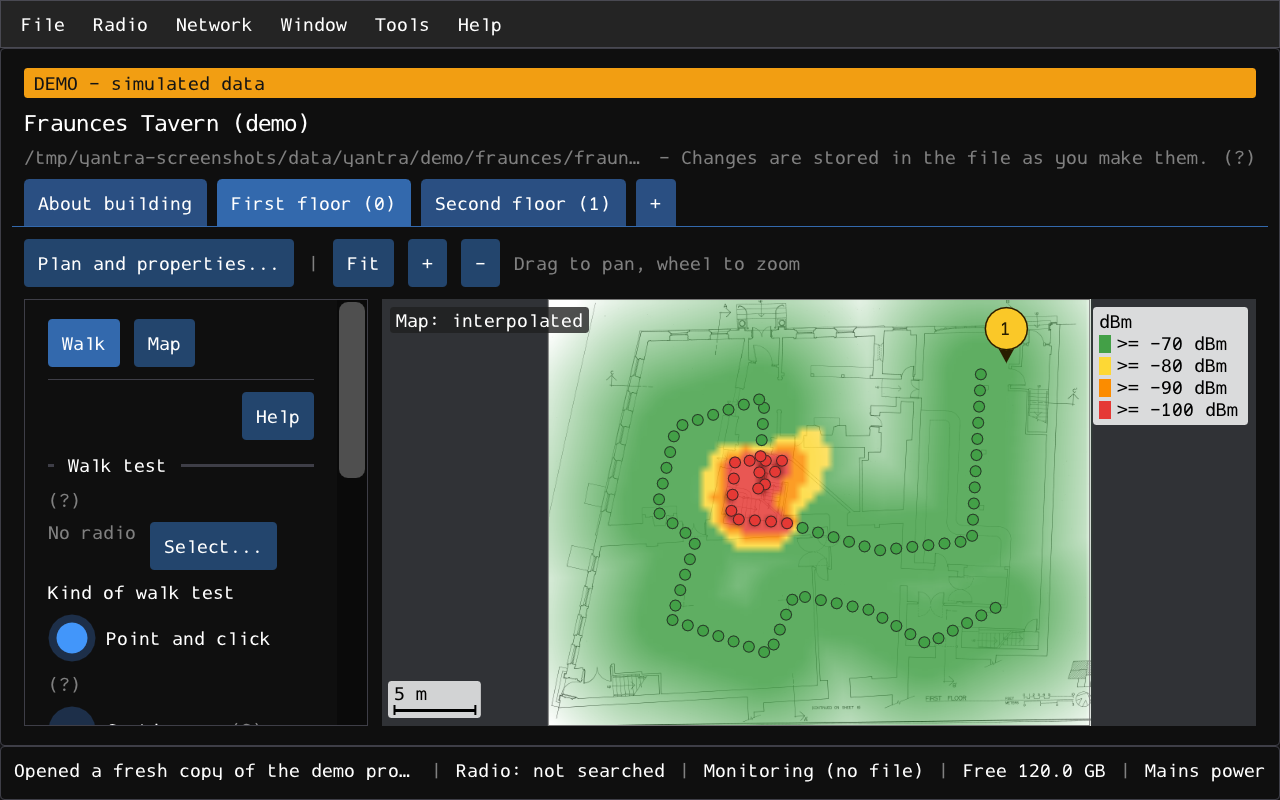 File Radio Network Window Tools Help
DEMO - simulated data
Fraunces Tavern (demo)
/tmp/yantra-screenshots/data/yantra/demo/fraunces/fraun… - Changes are stored in the file as you make them. (?)
About building First floor (0) Second floor (1) +
Plan and properties... | Fit + - Drag to pan, wheel to zoom
Walk Map
Help
Walk test
(?)
No radio Select...
Kind of walk test
Point and click
(?)
Map: interpolated
1
dBm
>= -70 dBm
>= -80 dBm
>= -90 dBm
>= -100 dBm
5 m
FIRST FLOOR
Opened a fresh copy of the demo pro… | Radio: not searched | Monitoring (no file) | Free 120.0 GB | Mains power